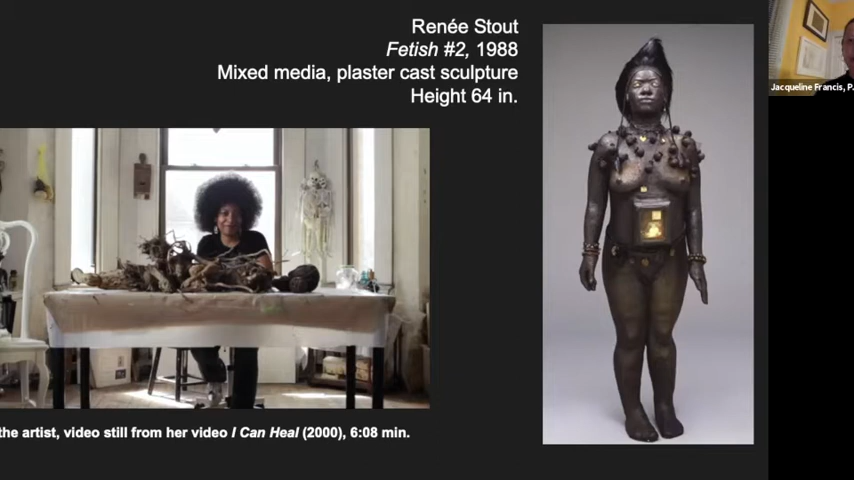 Renée Stout
Fetish #2, 1988
Mixed media, plaster cast sculpture
Height 64 in.
Jacqueline Francis, P.
the artist, video still from her video I Can Heal (2000), 6:08 min.